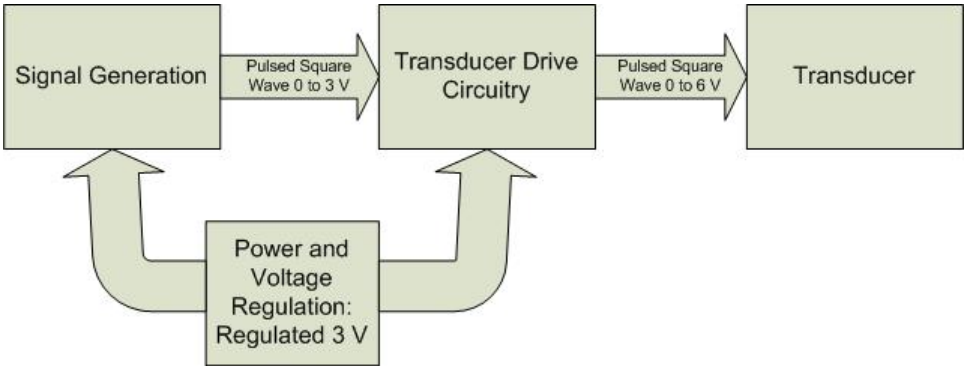 Signal Generation
Pulsed Square
Wave 0 to 3 V
Transducer Drive
Circuitry
Pulsed Square
Wave 0 to 6 V
Transducer
Power and
Voltage
Regulation:
Regulated 3 V